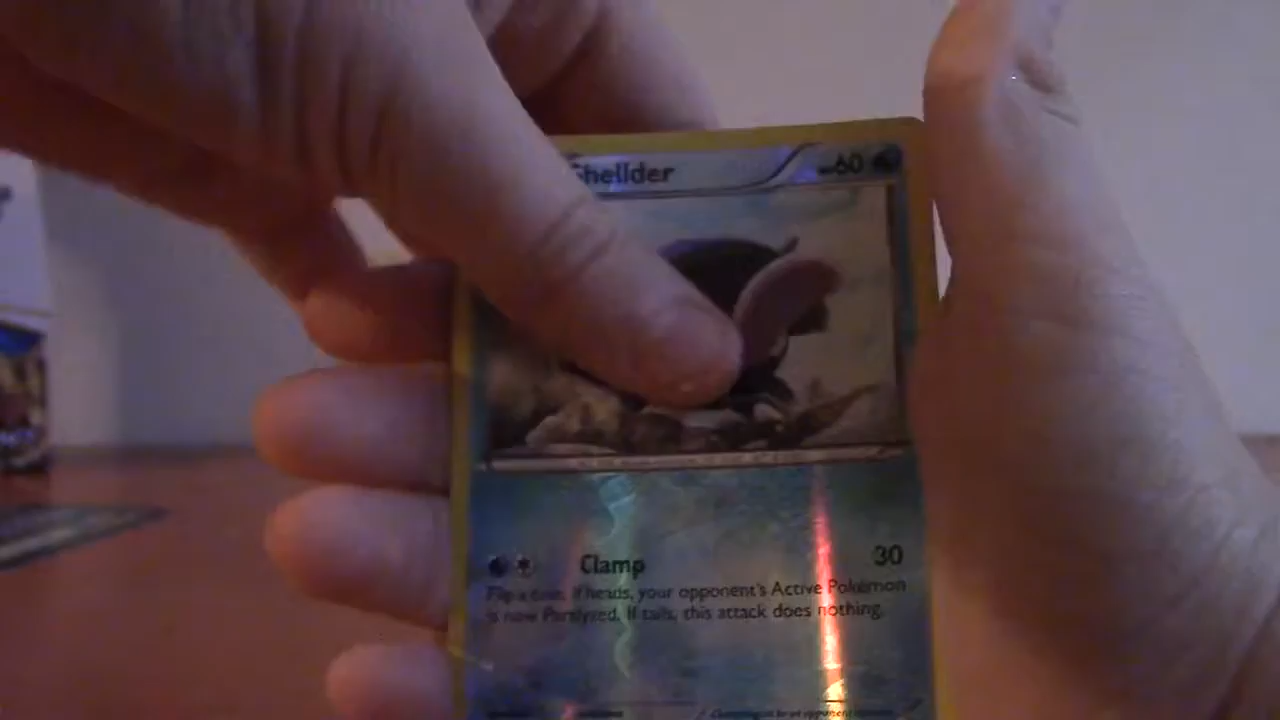 Shellder 60
Clamp 30
Flip a coin. If heads, your opponent's Active Pokémon
is now Paralyzed. If tails, this attack does nothing.